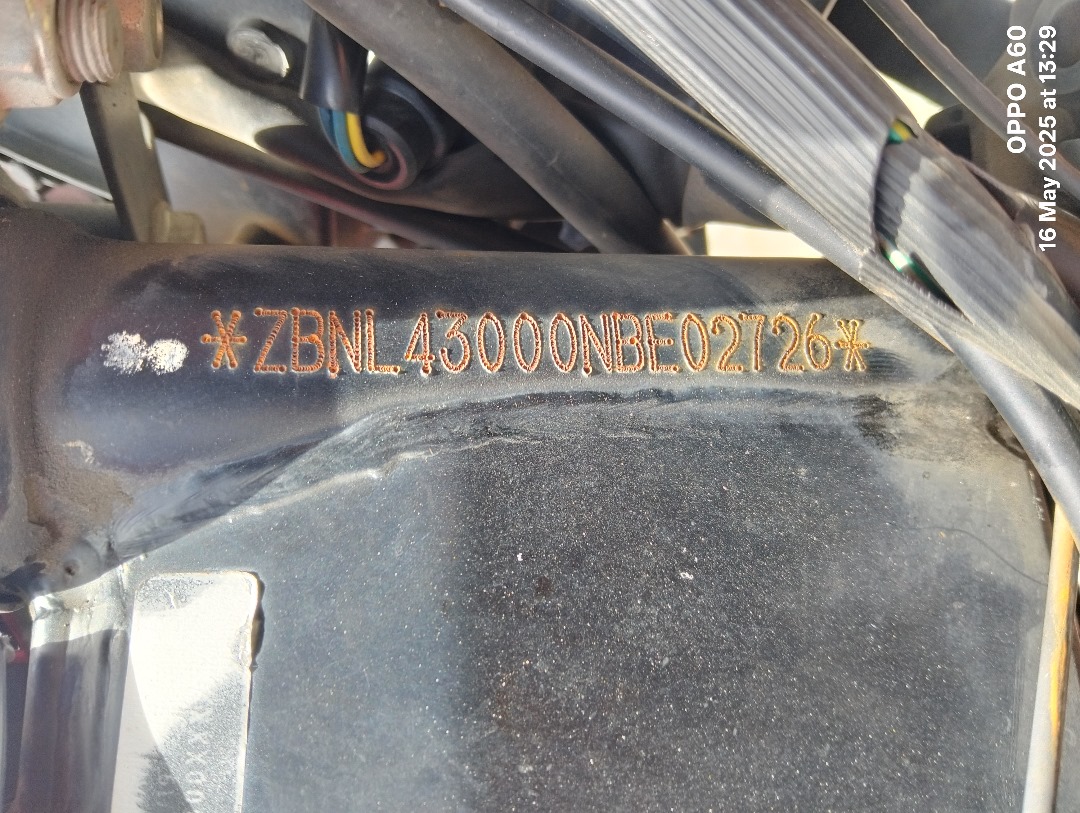 *ZBNL43000NBE02726*
OPPO A60
16 May 2025 at 13:29